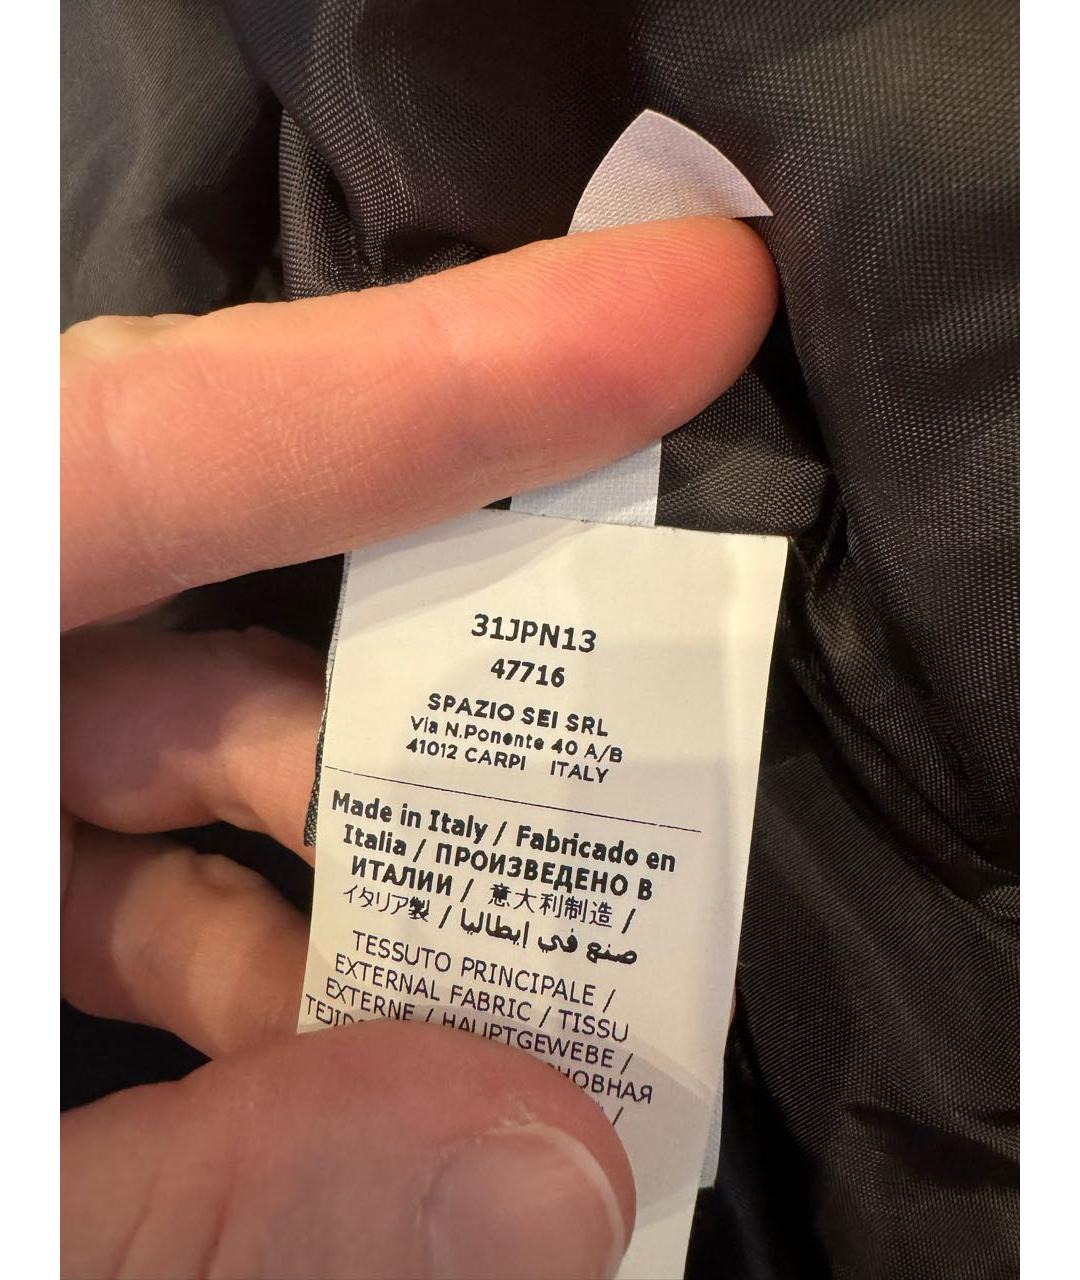 31JPN13
47716
SPAZIO SEI SRL
Via N.Ponente 40 A/B
41012 CARPI ITALY
Made in Italy / Fabricado en
Italia / ПРОИЗВЕДЕНО В
ИТАЛИИ / 意大利制造 /
イタリア製 / صنع في إيطاليا
TESSUTO PRINCIPALE /
EXTERNAL FABRIC / TISSU
EXTERNE / HAUPTGEWEBE /
/